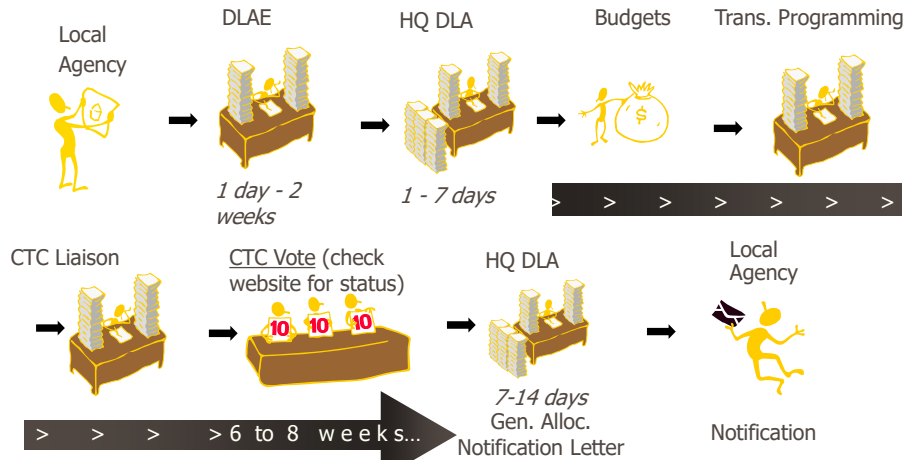 Local
Agency
DLAE
HQ DLA
Budgets
Trans. Programming
$
1 day - 2
weeks
1 - 7 days
> > > > > > > >
CTC Liaison
CTC Vote (check
website for status)
HQ DLA
Local
Agency
10 10 10
7-14 days
Gen. Alloc.
Notification Letter
> > > > 6 to 8 weeks...
Notification